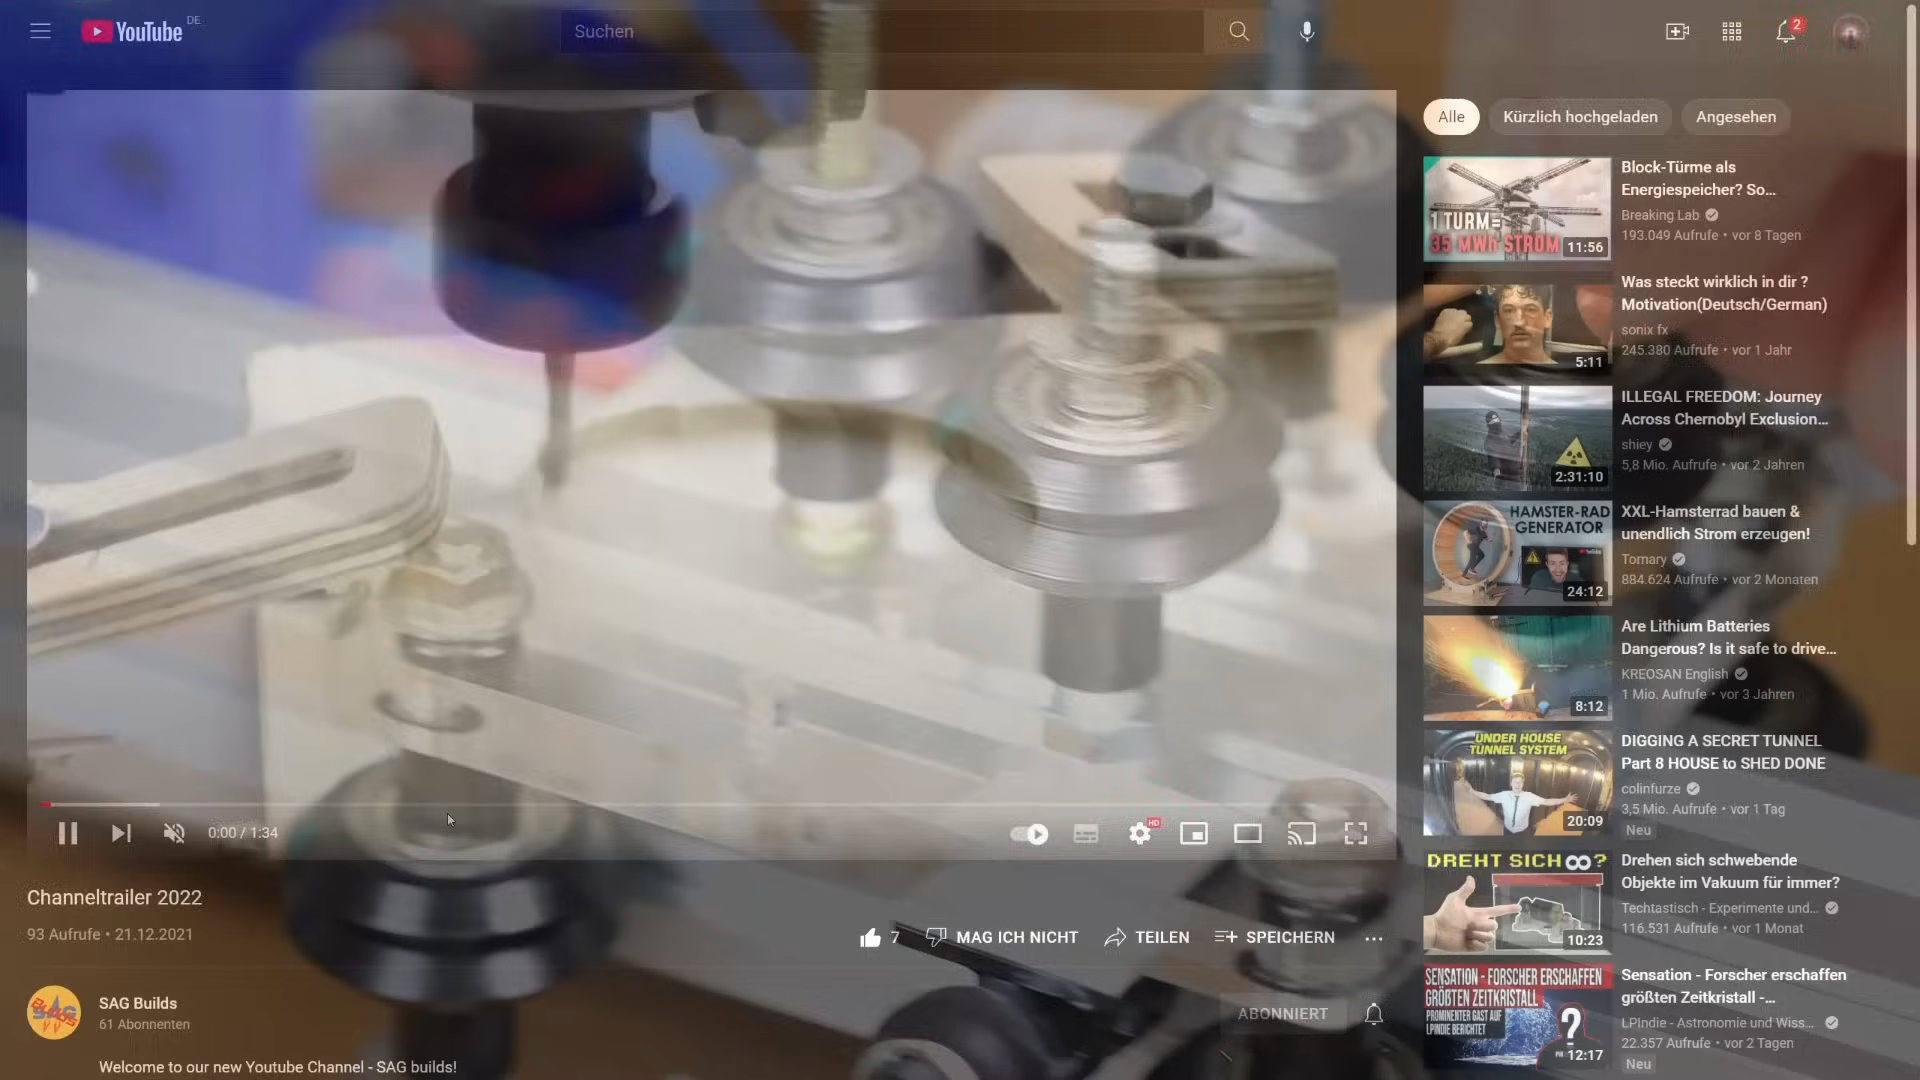 YouTube DE
Suchen
2
Alle
Kürzlich hochgeladen
Angesehen
1 TURM=
35 MWh STROM
11:56
Block-Türme als
Energiespeicher? So...
Breaking Lab
193.049 Aufrufe • vor 8 Tagen
5:11
Was steckt wirklich in dir ?
Motivation(Deutsch/German)
sonix fx
245.380 Aufrufe • vor 1 Jahr
2:31:10
ILLEGAL FREEDOM: Journey
Across Chernobyl Exclusion...
shiey
5,8 Mio. Aufrufe • vor 2 Jahren
HAMSTER-RAD
GENERATOR
24:12
XXL-Hamsterrad bauen &
unendlich Strom erzeugen!
Tomary
884.624 Aufrufe • vor 2 Monaten
8:12
Are Lithium Batteries
Dangerous? Is it safe to drive...
KREOSAN English
1 Mio. Aufrufe • vor 3 Jahren
UNDER HOUSE
TUNNEL SYSTEM
20:09
DIGGING A SECRET TUNNEL
Part 8 HOUSE to SHED DONE
colinfurze
3,5 Mio. Aufrufe • vor 1 Tag
Neu
DREHT SICH ∞?
10:23
Drehen sich schwebende
Objekte im Vakuum für immer?
Techtastisch - Experimente und...
116.531 Aufrufe • vor 1 Monat
SENSATION - FORSCHER ERSCHAFFEN
GRÖßTEN ZEITKRISTALL
PROMINENTER GAST AUF
LPINDIE BERICHTET
?
12:17
Sensation - Forscher erschaffen
größten Zeitkristall -...
LPIndie - Astronomie und Wiss...
22.357 Aufrufe • vor 2 Tagen
Neu
0:00 / 1:34
HD
Channeltrailer 2022
93 Aufrufe • 21.12.2021
7
MAG ICH NICHT
TEILEN
SPEICHERN
SAG Builds
61 Abonnenten
ABONNIERT
Welcome to our new Youtube Channel - SAG builds!